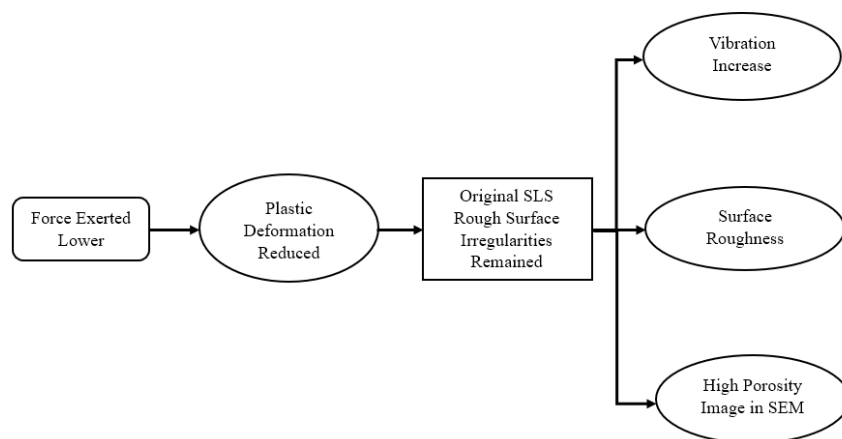 Force Exerted
Lower
Plastic
Deformation
Reduced
Original SLS
Rough Surface
Irregularities
Remained
Vibration
Increase
Surface
Roughness
High Porosity
Image in SEM